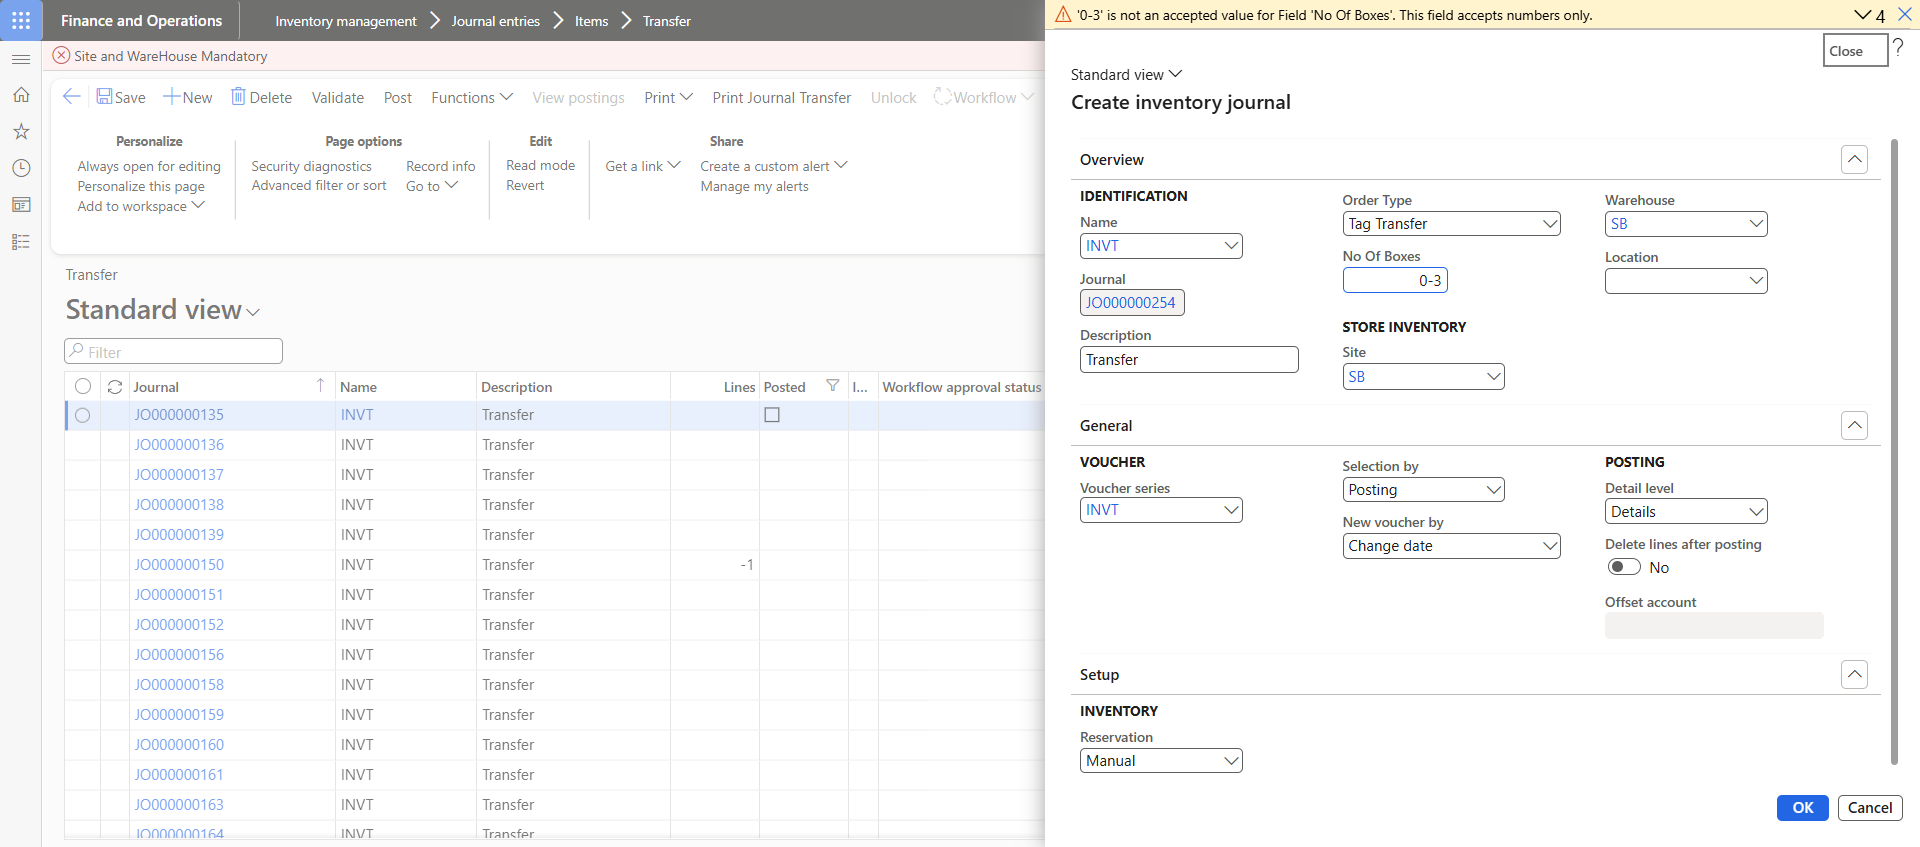 Finance and Operations
Inventory management
Journal entries
Items
Transfer
Site and WareHouse Mandatory
Save
New
Delete
Validate
Post
Functions
View postings
Print
Print Journal Transfer
Unlock
Workflow
Personalize
Always open for editing
Personalize this page
Add to workspace
Page options
Security diagnostics
Advanced filter or sort
Record info
Go to
Edit
Read mode
Revert
Share
Get a link
Create a custom alert
Manage my alerts
Transfer
Standard view
Filter
Journal Name Description Lines Posted I... Workflow approval status
JO000000135 INVT Transfer
JO000000136 INVT Transfer
JO000000137 INVT Transfer
JO000000138 INVT Transfer
JO000000139 INVT Transfer
JO000000150 INVT Transfer -1
JO000000151 INVT Transfer
JO000000152 INVT Transfer
JO000000156 INVT Transfer
JO000000158 INVT Transfer
JO000000159 INVT Transfer
JO000000160 INVT Transfer
JO000000161 INVT Transfer
JO000000163 INVT Transfer
JO000000164 INVT Transfer
'0-3' is not an accepted value for Field 'No Of Boxes'. This field accepts numbers only.
4
Close
?
Standard view
Create inventory journal
Overview
IDENTIFICATION
Name
INVT
Journal
JO000000254
Description
Transfer
Order Type
Tag Transfer
No Of Boxes
0-3
STORE INVENTORY
Site
SB
Warehouse
SB
Location
General
VOUCHER
Voucher series
INVT
Selection by
Posting
New voucher by
Change date
POSTING
Detail level
Details
Delete lines after posting
No
Offset account
Setup
INVENTORY
Reservation
Manual
OK
Cancel